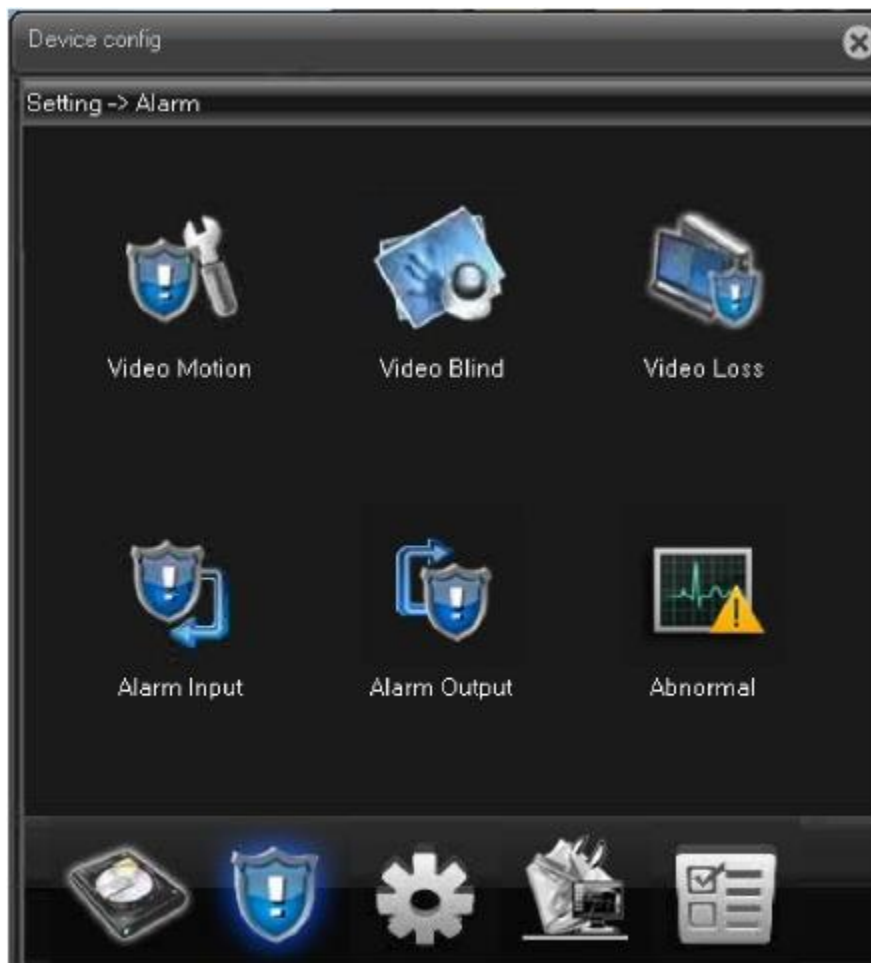 Device config
Setting -> Alarm
Video Motion
Video Blind
Video Loss
Alarm Input
Alarm Output
Abnormal